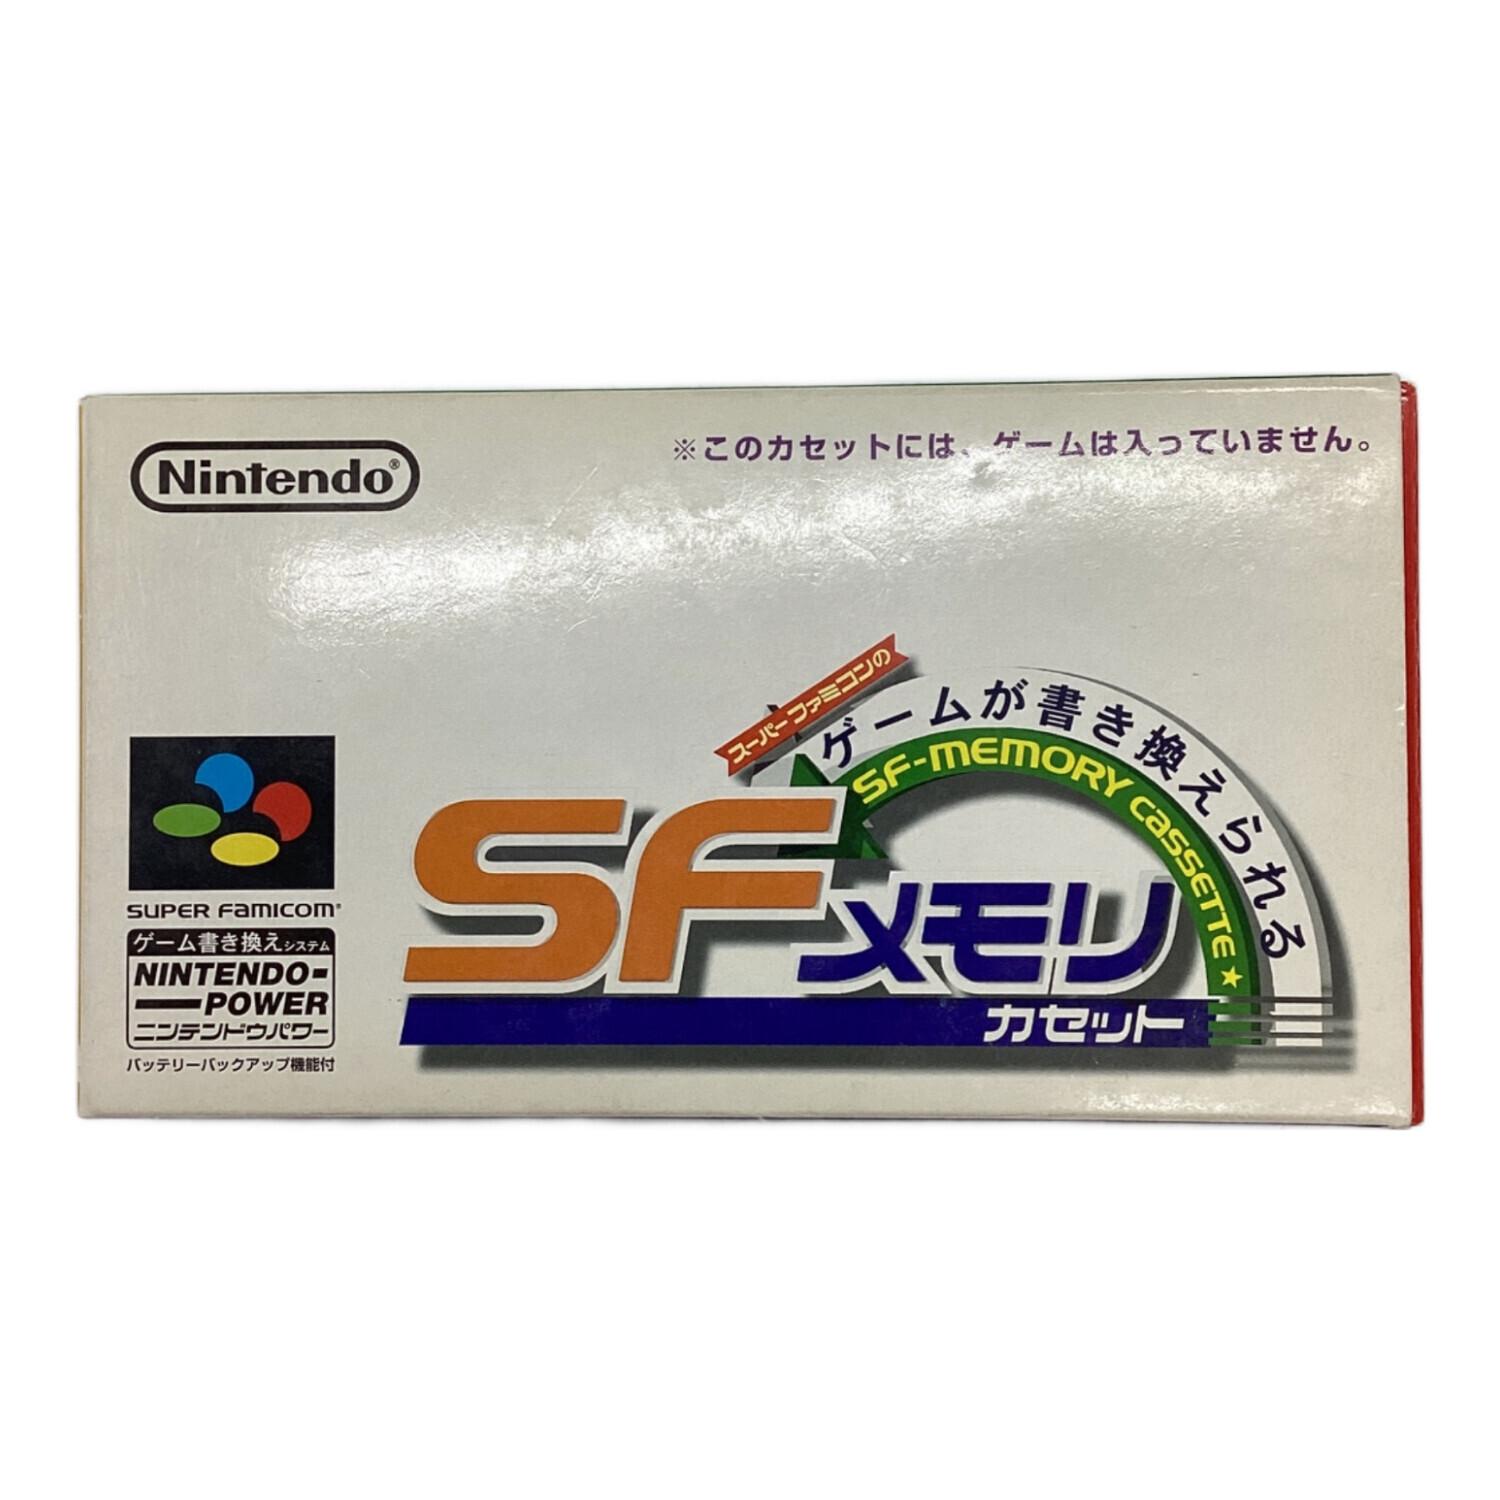 Nintendo®
※このカセットには、ゲームは入っていません。
スーパーファミコンの
ゲームが書き換えられる
SF-MEMORY CASSETTE★
SFメモリ
カセット
SUPER FAMICOM®
ゲーム書き換えシステム
NINTENDO-
POWER
ニンテンドウパワー
バッテリーバックアップ機能付